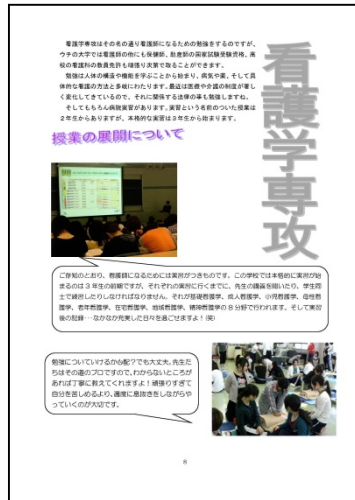 看護学専攻はその名の通り看護師になるための勉強をするのですが、
ウチの大学では看護師の他にも保健師、助産師の国家試験受験資格、高
校の看護科の教員免許も頑張り次第で取ることができます。
勉強は人体の構造や機能を学ぶことから始まり、病気や薬、そして具
体的な看護の方法と多岐にわたります。最近は医療や介護の制度が著し
く変化してきているので、それに関係する法律の事も勉強しますね。
そしてもちろん病院実習があります。実習という名前のついた授業は
2年生からありますが、本格的な実習は3年生から始まります。
看護学専攻
授業の展開について
ご存知のとおり、看護師になるためには実習がつきものです。この学校では本格的に実習が始
まるのは 3 年生の前期ですが、それぞれの実習に行くまでに、先生の講義を聞いたり、学生同
士で練習したりしなければなりません。それが基礎看護学、成人看護学、小児看護学、母性看
護学、老年看護学、在宅看護学、地域看護学、精神看護学の 8 分野で行われます。そして実習
後の記録…なかなか充実した日々を過ごせますよ!(笑)
勉強についていけるか心配?でも大丈夫。先生た
ちはその道のプロですので、わからないところが
あれば丁寧に教えてくれますよ!頑張りすぎて
自分を苦しめるより、適度に息抜きをしながらや
っていくのが大切です。
8